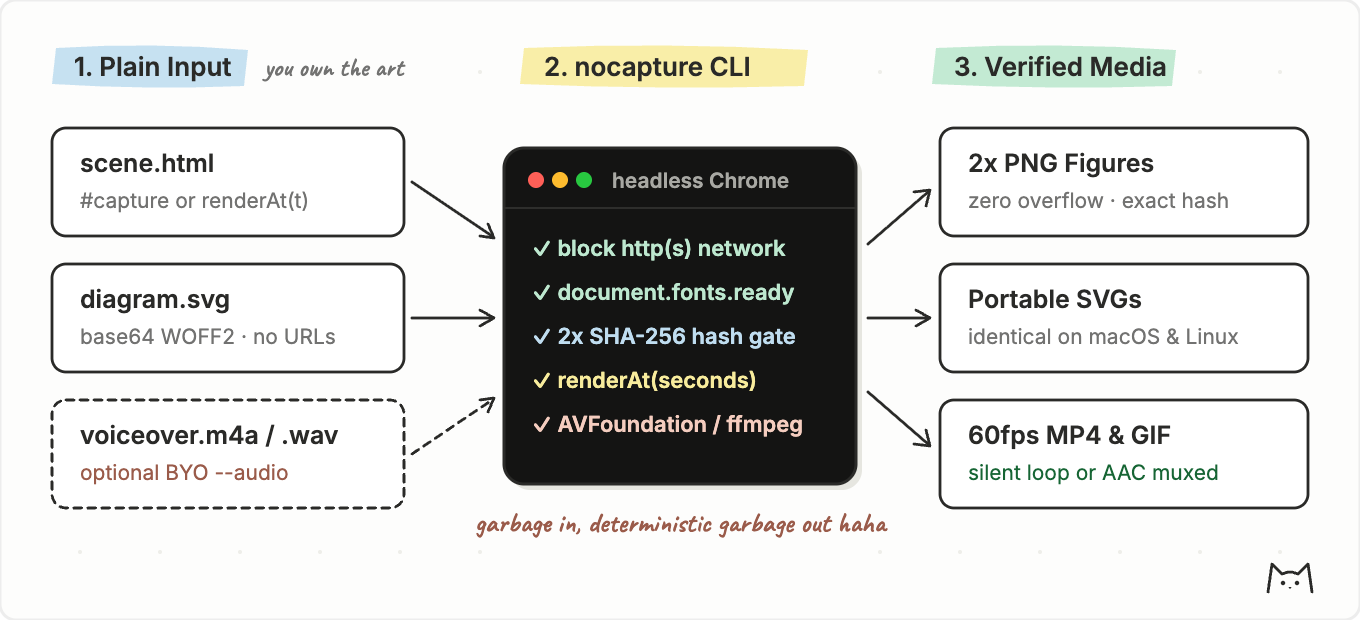 1. Plain Input
you own the art
2. nocapture CLI
3. Verified Media
scene.html
#capture or renderAt(t)
diagram.svg
base64 WOFF2 · no URLs
voiceover.m4a / .wav
optional BYO --audio
headless Chrome
✓ block http(s) network
✓ document.fonts.ready
✓ 2x SHA-256 hash gate
✓ renderAt(seconds)
✓ AVFoundation / ffmpeg
garbage in, deterministic garbage out haha
2x PNG Figures
zero overflow · exact hash
Portable SVGs
identical on macOS & Linux
60fps MP4 & GIF
silent loop or AAC muxed